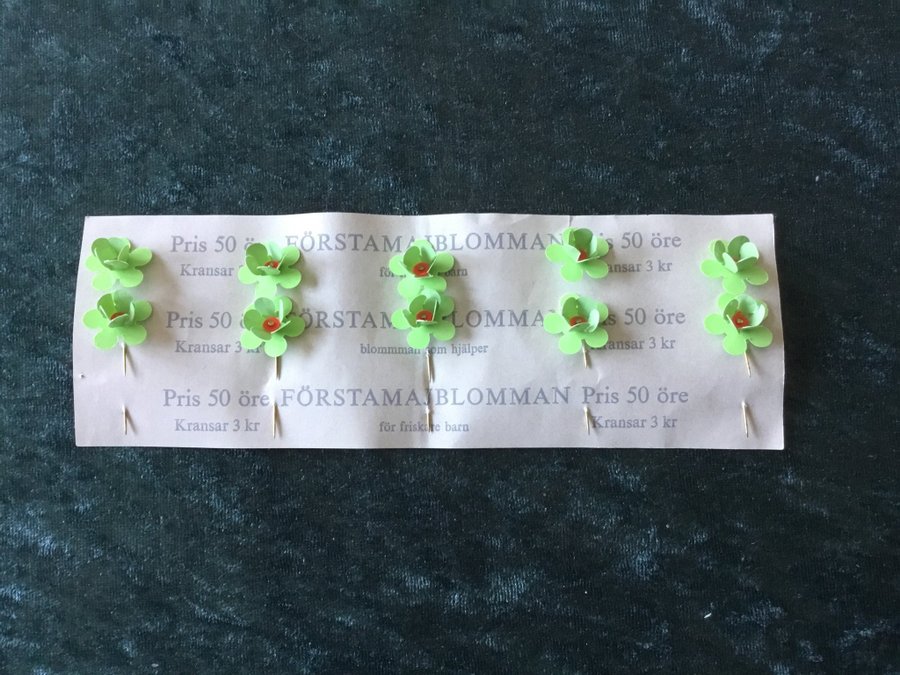 Pris 50 öre FÖRSTAMAJBLOMMAN Pris 50 öre
Kransar 3 kr för friskare barn Kransar 3 kr
Pris 50 öre FÖRSTAMAJBLOMMAN Pris 50 öre
Kransar 3 kr blommman som hjälper Kransar 3 kr
Pris 50 öre FÖRSTAMAJBLOMMAN Pris 50 öre
Kransar 3 kr för friskare barn Kransar 3 kr